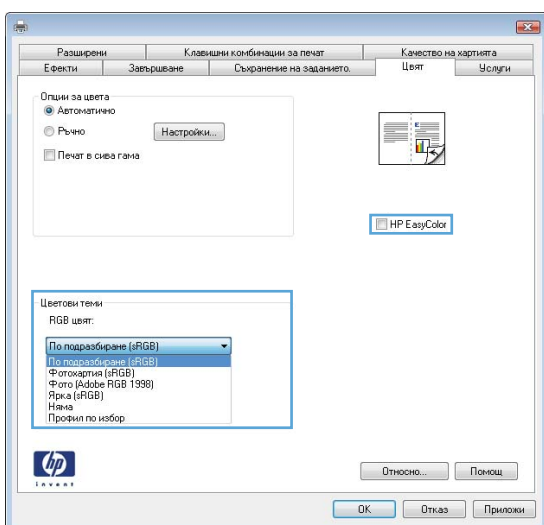 Разширени
Клавишни комбинации за печат
Качество на хартията
Ефекти
Завършване
Съхранение на заданието.
Цвят
Услуги
Опции за цвета
Автоматично
Ръчно
Настройки...
Печат в сива гама
HP EasyColor
Цветови теми
RGB цвят:
По подразбиране (sRGB)
По подразбиране (sRGB)
Фотохартия (sRGB)
Фото (Adobe RGB 1998)
Ярка (sRGB)
Няма
Профил по избор
hp
invent
Относно...
Помощ
OK
Отказ
Приложи